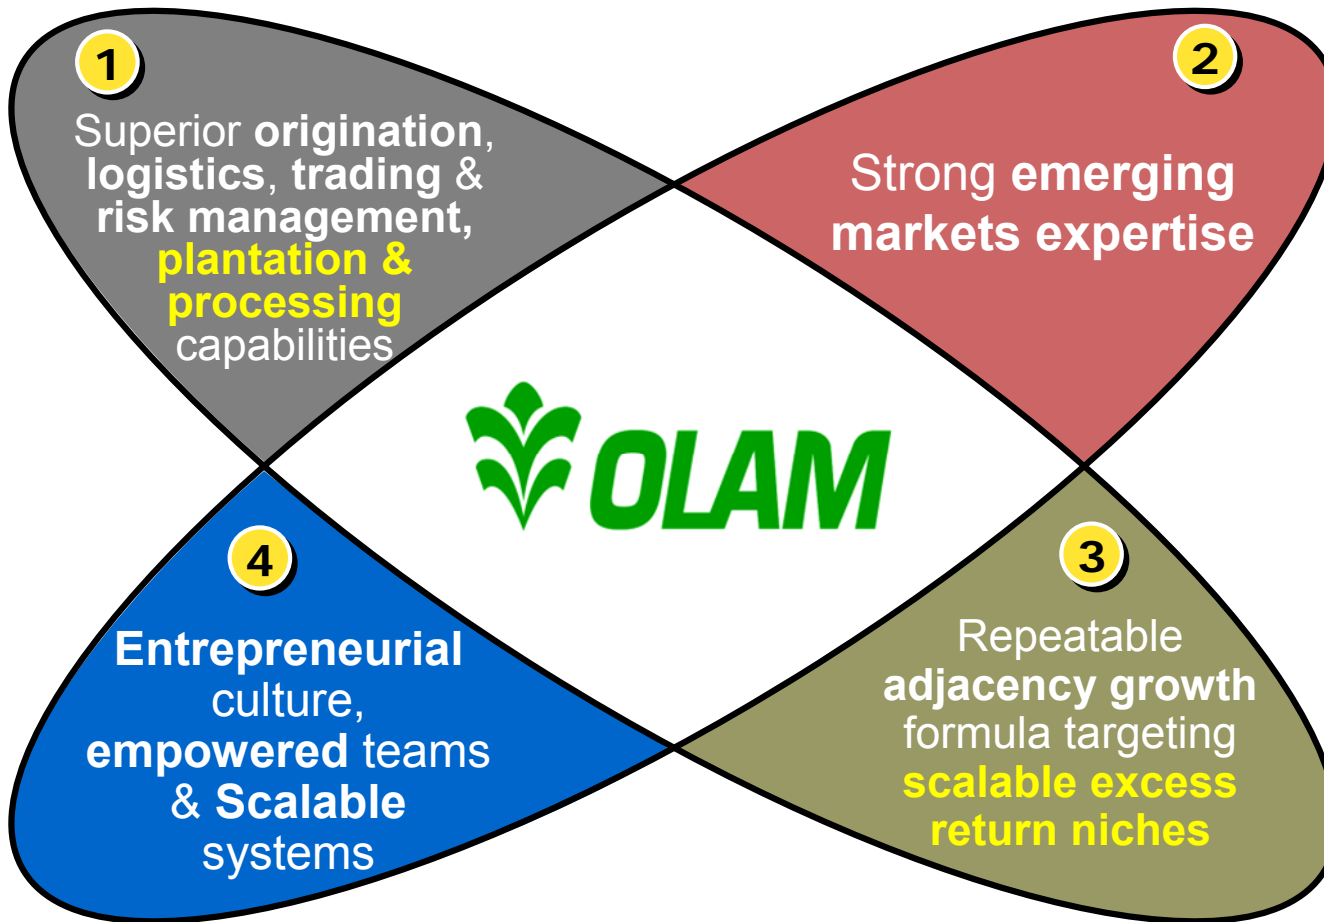 1
Superior origination,
logistics, trading &
risk management,
plantation &
processing
capabilities
2
Strong emerging
markets expertise
OLAM
4
Entrepreneurial
culture,
empowered teams
& Scalable
systems
3
Repeatable
adjacency growth
formula targeting
scalable excess
return niches